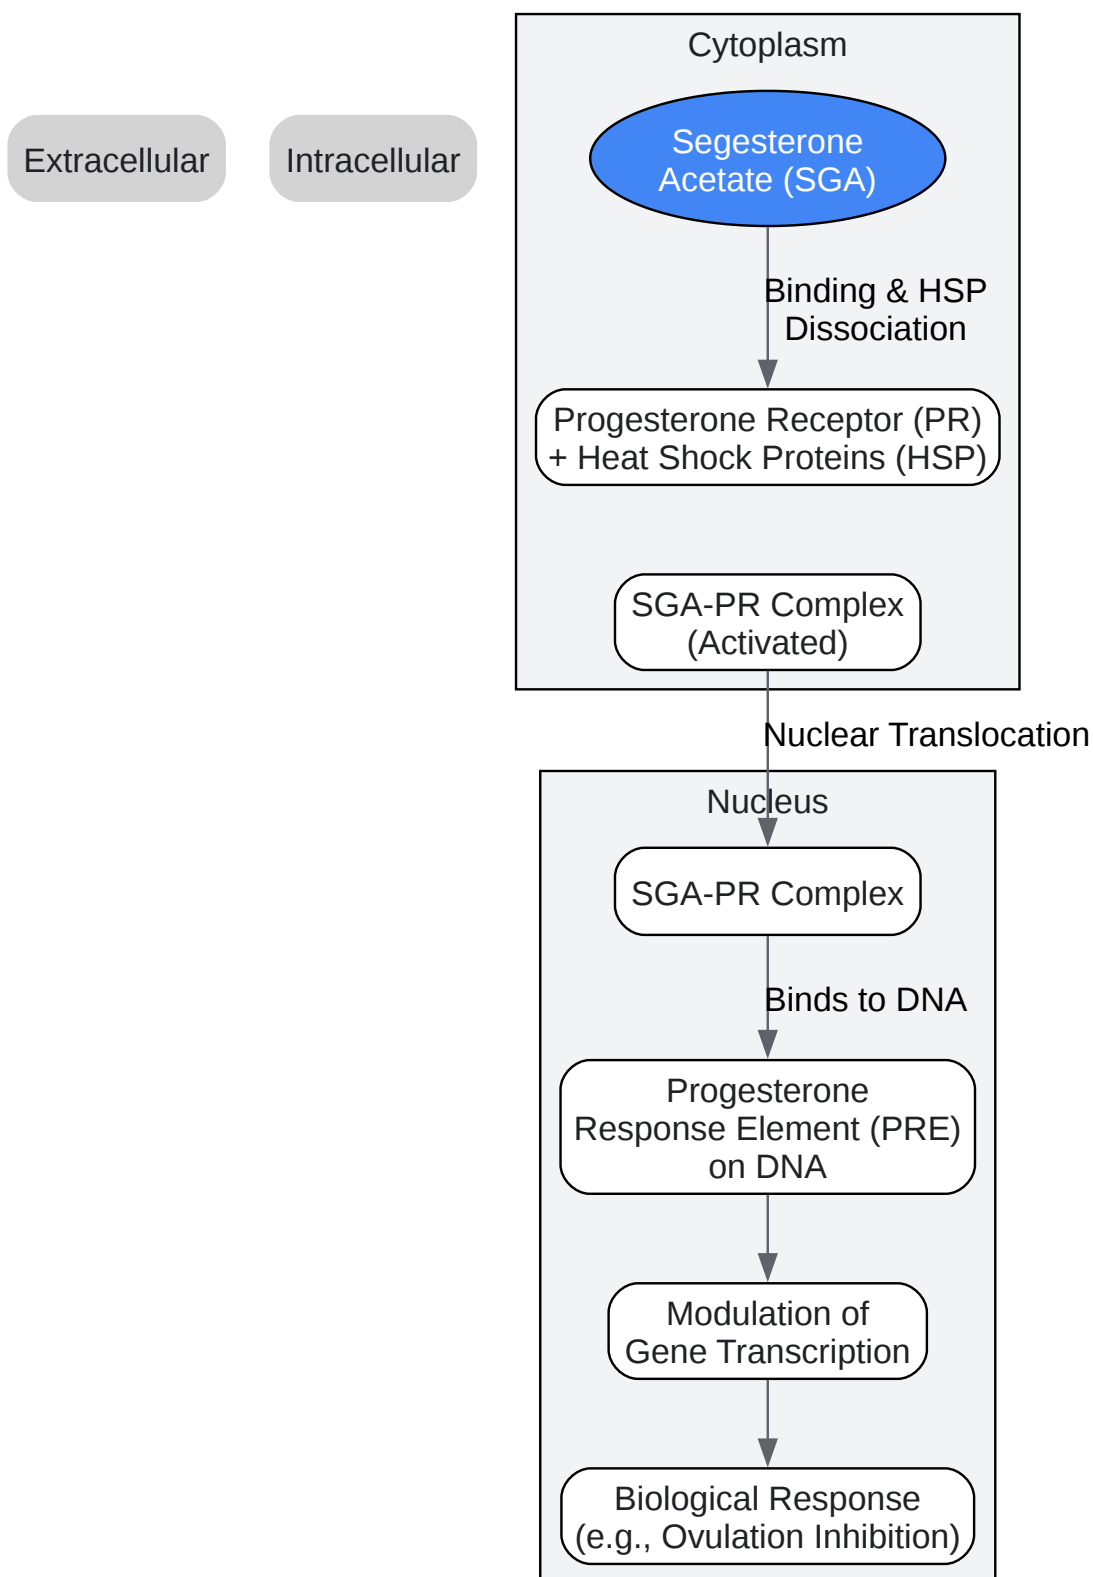 Cytoplasm
Extracellular
Intracellular
Segesterone
Acetate (SGA)
Binding & HSP
Dissociation
Progesterone Receptor (PR)
+ Heat Shock Proteins (HSP)
SGA-PR Complex
(Activated)
Nuclear Translocation
Nucleus
SGA-PR Complex
Binds to DNA
Progesterone
Response Element (PRE)
on DNA
Modulation of
Gene Transcription
Biological Response
(e.g., Ovulation Inhibition)